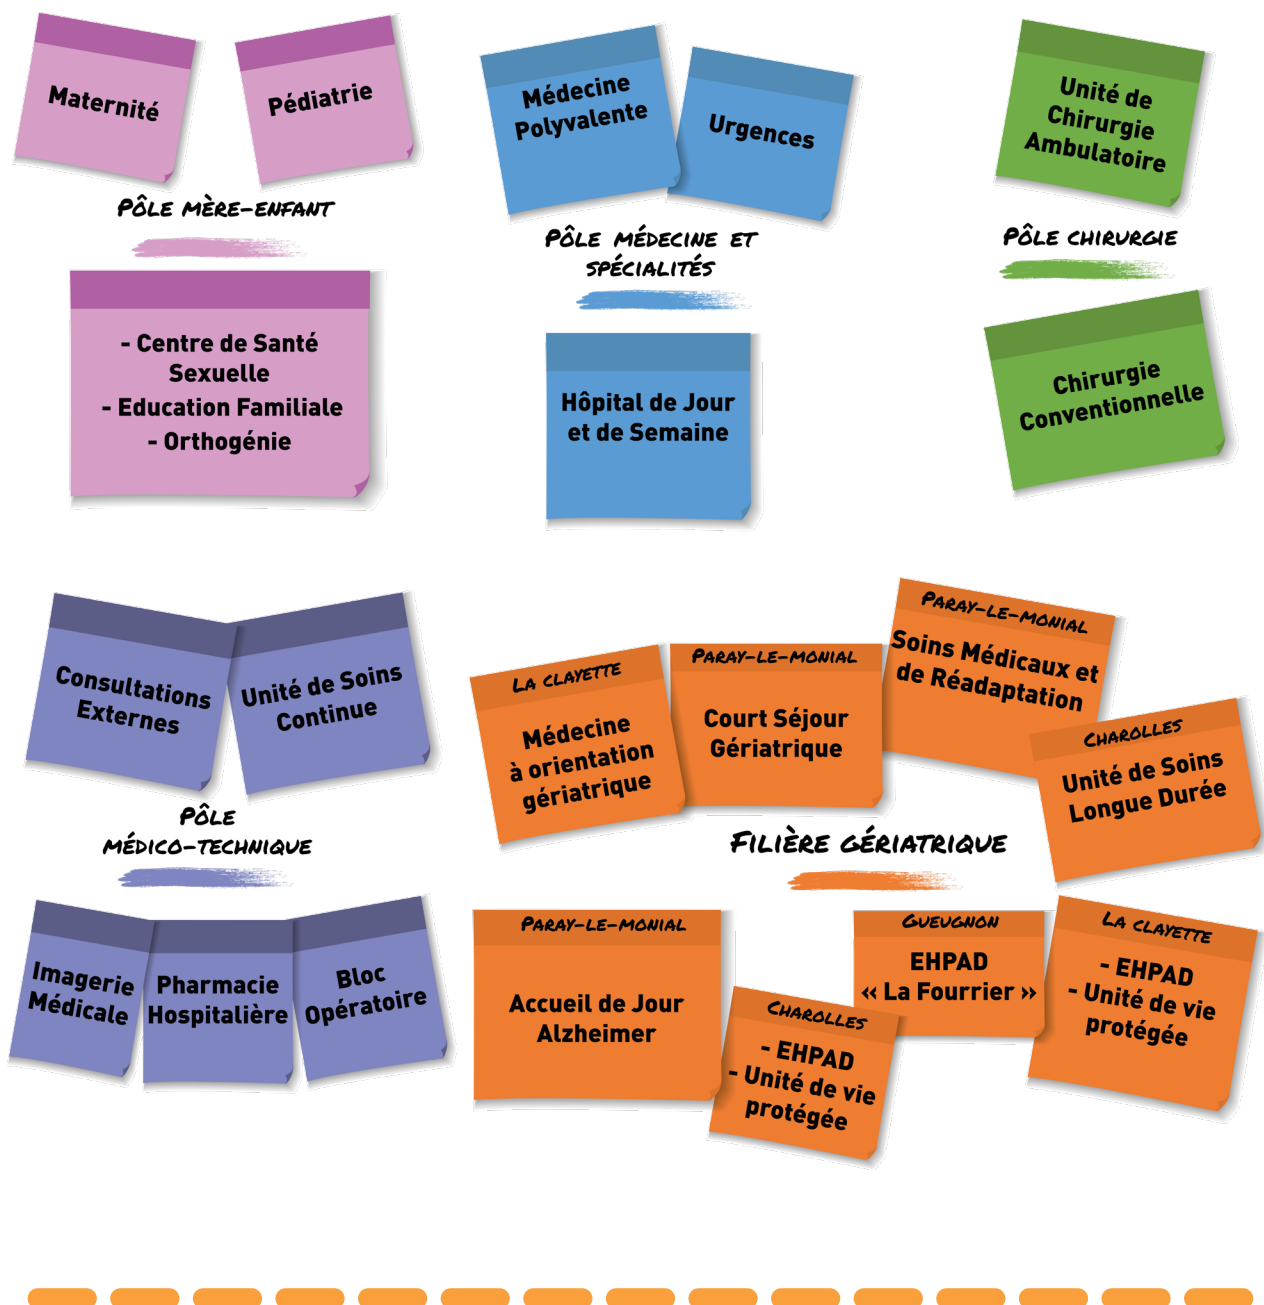 Maternité
Pédiatrie
PÔLE MÈRE-ENFANT
- Centre de Santé
Sexuelle
- Education Familiale
- Orthogénie
Médecine
Polyvalente
Urgences
PÔLE MÉDECINE ET
SPÉCIALITÉS
Hôpital de Jour
et de Semaine
Unité de
Chirurgie
Ambulatoire
PÔLE CHIRURGIE
Chirurgie
Conventionnelle
Consultations
Externes
Unité de Soins
Continue
PÔLE
MÉDICO-TECHNIQUE
Imagerie
Médicale
Pharmacie
Hospitalière
Bloc
Opératoire
LA CLAYETTE
Médecine
à orientation
gériatrique
PARAY-LE-MONIAL
Court Séjour
Gériatrique
PARAY-LE-MONIAL
Soins Médicaux et
de Réadaptation
CHAROLLES
Unité de Soins
Longue Durée
FILIÈRE GÉRIATRIQUE
PARAY-LE-MONIAL
Accueil de Jour
Alzheimer
CHAROLLES
- EHPAD
- Unité de vie
protégée
GUEUGNON
EHPAD
« La Fourrier »
LA CLAYETTE
- EHPAD
- Unité de vie
protégée